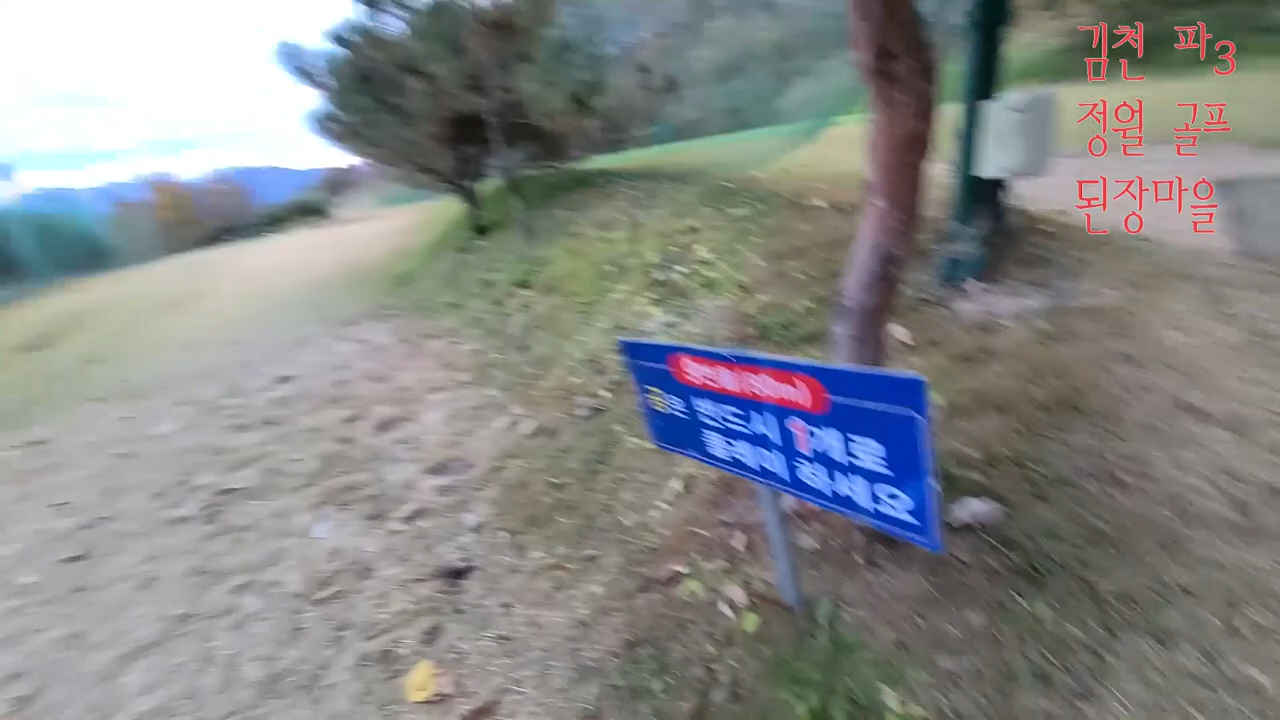 김천 파3
정월 골프
된장마을
반드시 1개로
플레이 하세요